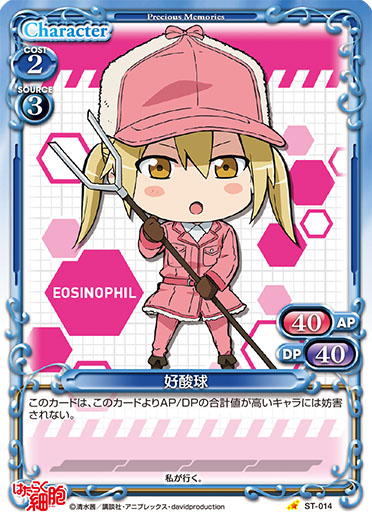 Precious Memories
Character
COST
2
SOURCE
3
EOSINOPHIL
40 AP
DP 40
好酸球
このカードは、このカードよりAP/DPの合計値が高いキャラには妨害
されない。
私が行く。
はたらく
細胞
©清水茜／講談社・アニプレックス・davidproduction
ST-014